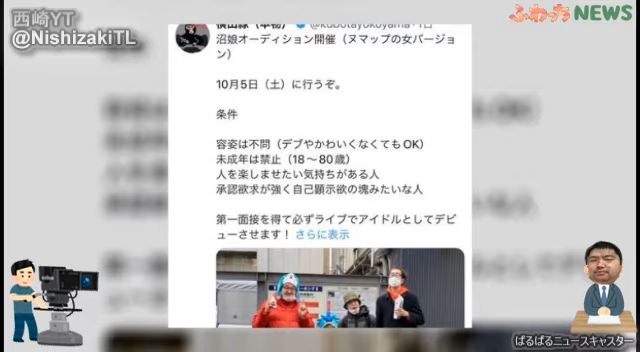 西崎YT
@NishizakiTL
ふわっちNEWS
横田緑（本物） @kubotayokoyama・1日
沼娘オーディション開催（ヌマップの女バージョン）
10月5日（土）に行うぞ。
条件
容姿は不問（デブやかわいくなくてもOK）
未成年は禁止（18～80歳）
人を楽しませたい気持ちがある人
承認欲求が強く自己顕示欲の塊みたいな人
第一面接を得て必ずライブでアイドルとしてデビューさせます！ さらに表示
ぱるぱるニュースキャスター